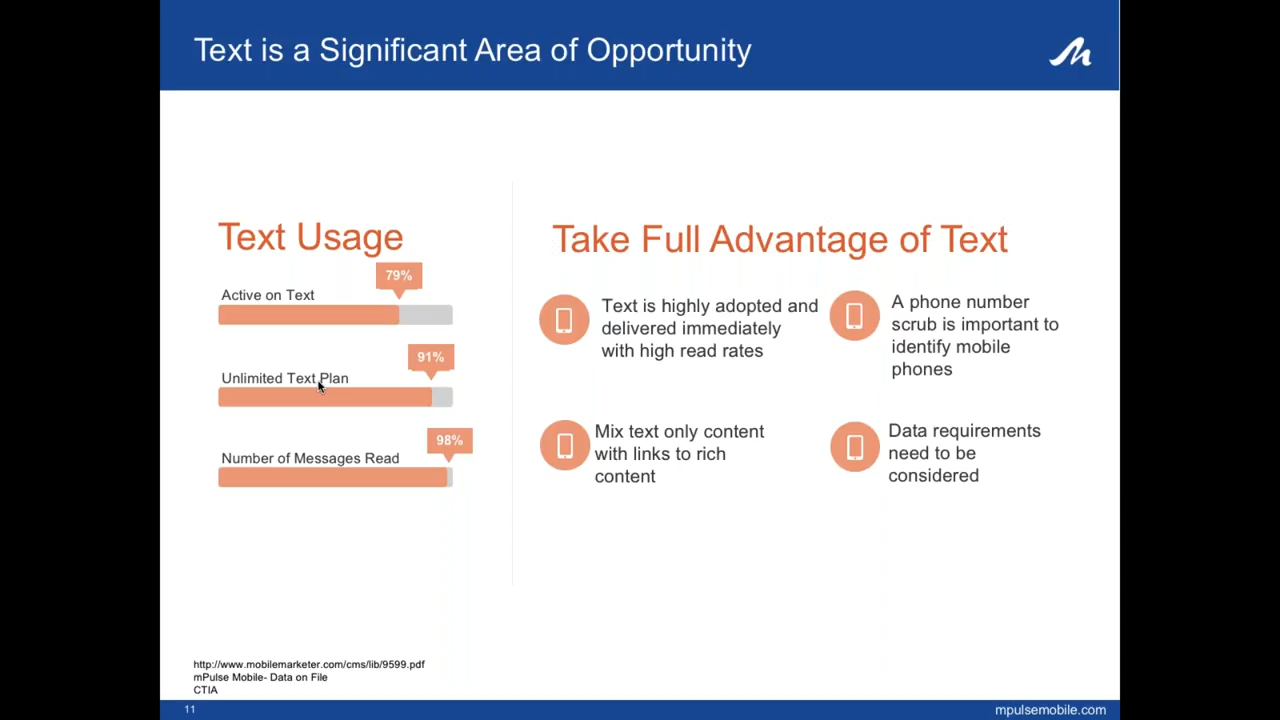 Text is a Significant Area of Opportunity
Text Usage
79%
Active on Text
91%
Unlimited Text Plan
98%
Number of Messages Read
Take Full Advantage of Text
Text is highly adopted and
delivered immediately
with high read rates
A phone number
scrub is important to
identify mobile
phones
Mix text only content
with links to rich
content
Data requirements
need to be
considered
http://www.mobilemarketer.com/cms/lib/9599.pdf
mPulse Mobile- Data on File
CTIA
11
mpulsemobile.com